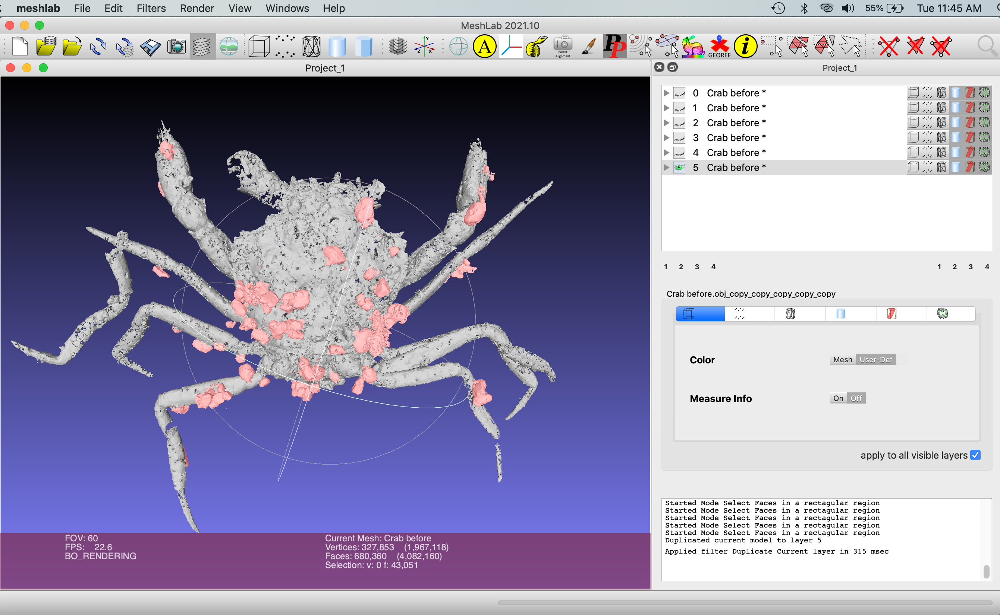 meshlab File Edit Filters Render View Windows Help 55% Tue 11:45 AM
MeshLab 2021.10
A Raster Alignment PP GEOREF i
Y
Z X
Project_1
Project_1
0 Crab before *
1 Crab before *
2 Crab before *
3 Crab before *
4 Crab before *
5 Crab before *
1 2 3 4 1 2 3 4
Crab before.obj_copy_copy_copy_copy_copy
Color Mesh User-Def
Measure Info On Off
apply to all visible layers
Started Mode Select Faces in a rectagular region
Started Mode Select Faces in a rectagular region
Started Mode Select Faces in a rectagular region
Started Mode Select Faces in a rectagular region
Started Mode Select Faces in a rectagular region
Duplicated current model to layer 5
Applied filter Duplicate Current layer in 315 msec
FOV: 60
FPS: 22.6
BO_RENDERING
Current Mesh: Crab before
Vertices: 327,853 (1,967,118)
Faces: 680,360 (4,082,160)
Selection: v: 0 f: 43,051